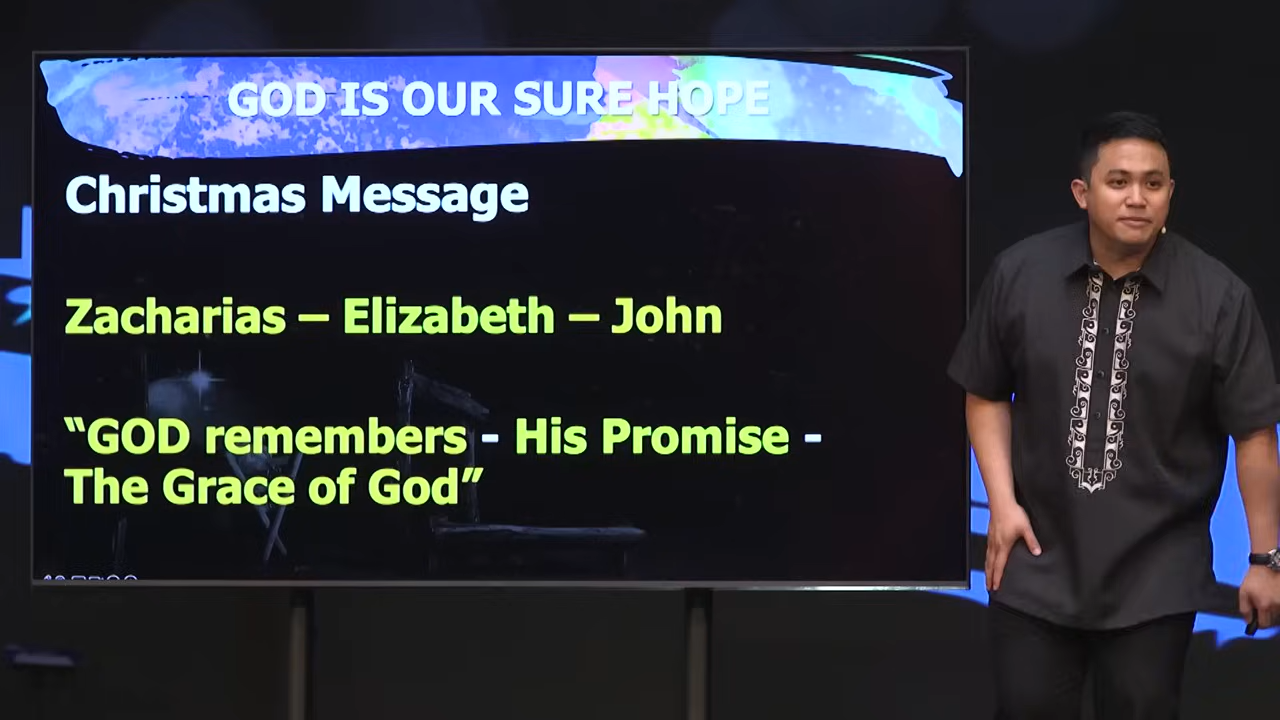 GOD IS OUR SURE HOPE
Christmas Message
Zacharias – Elizabeth – John
“GOD remembers - His Promise -
The Grace of God”